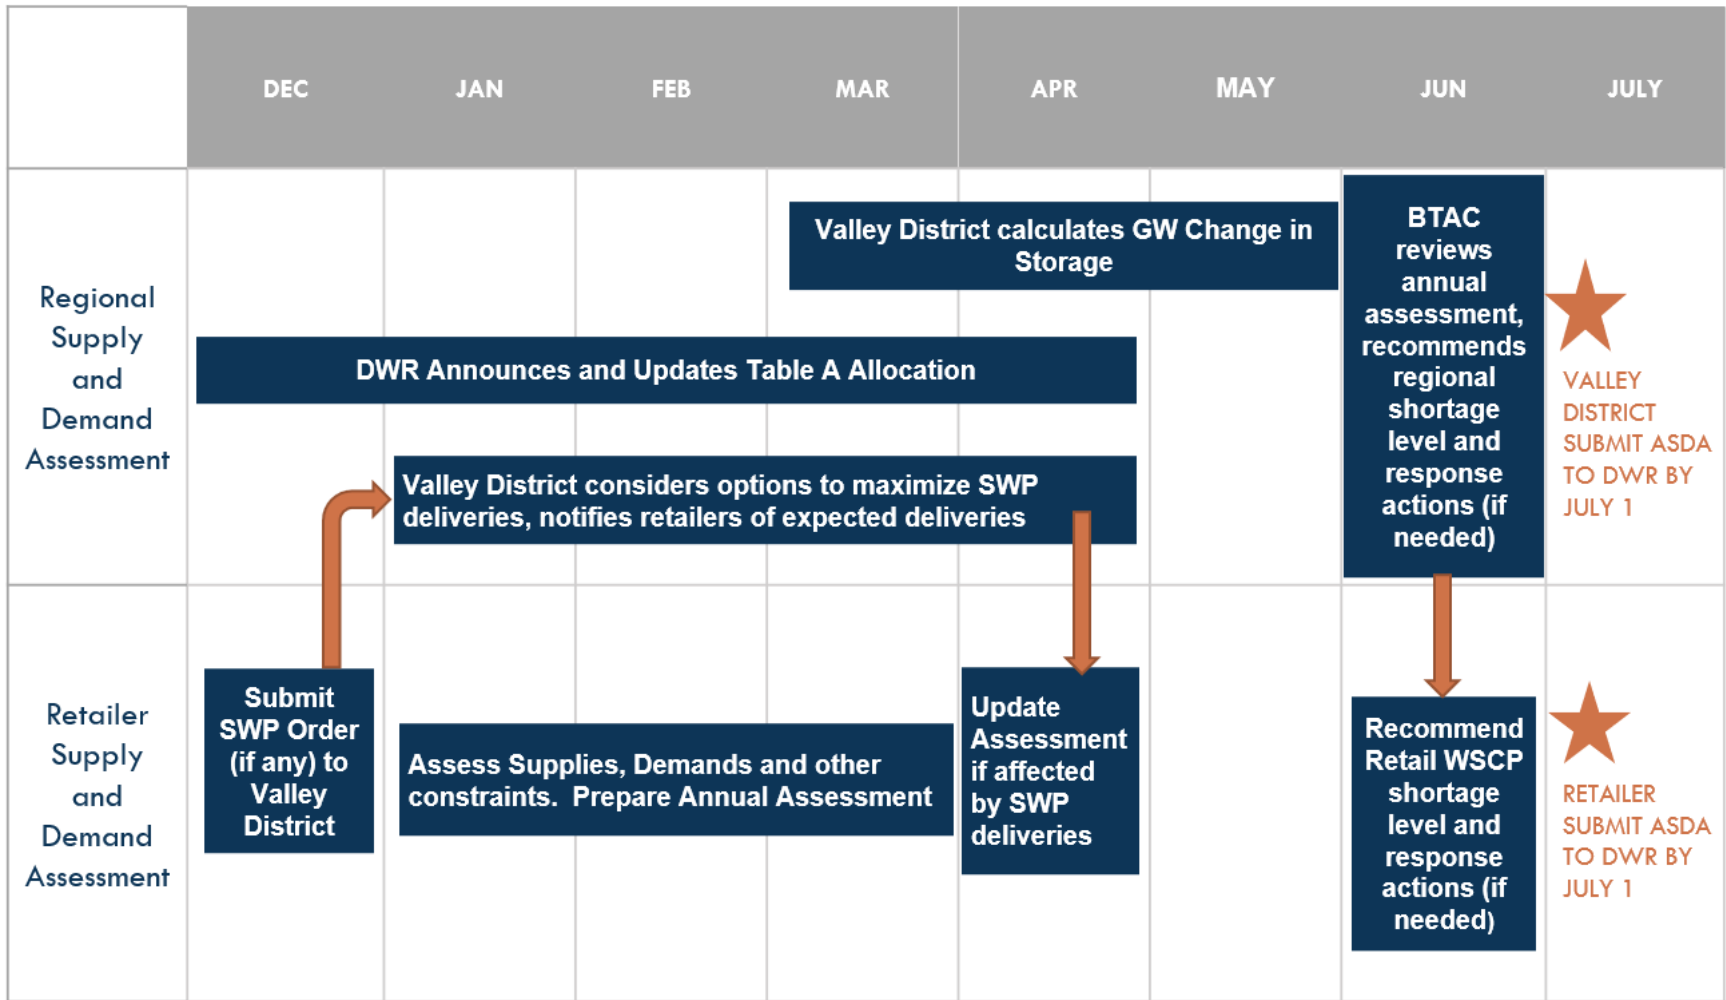 DEC JAN FEB MAR APR MAY JUN JULY
Regional
Supply
and
Demand
Assessment
Valley District calculates GW Change in
Storage
DWR Announces and Updates Table A Allocation
Valley District considers options to maximize SWP
deliveries, notifies retailers of expected deliveries
BTAC
reviews
annual
assessment,
recommends
regional
shortage
level and
response
actions (if
needed)
VALLEY
DISTRICT
SUBMIT ASDA
TO DWR BY
JULY 1
Retailer
Supply
and
Demand
Assessment
Submit
SWP Order
(if any) to
Valley
District
Assess Supplies, Demands and other
constraints.  Prepare Annual Assessment
Update
Assessment
if affected
by SWP
deliveries
Recommend
Retail WSCP
shortage
level and
response
actions (if
needed)
RETAILER
SUBMIT ASDA
TO DWR BY
JULY 1